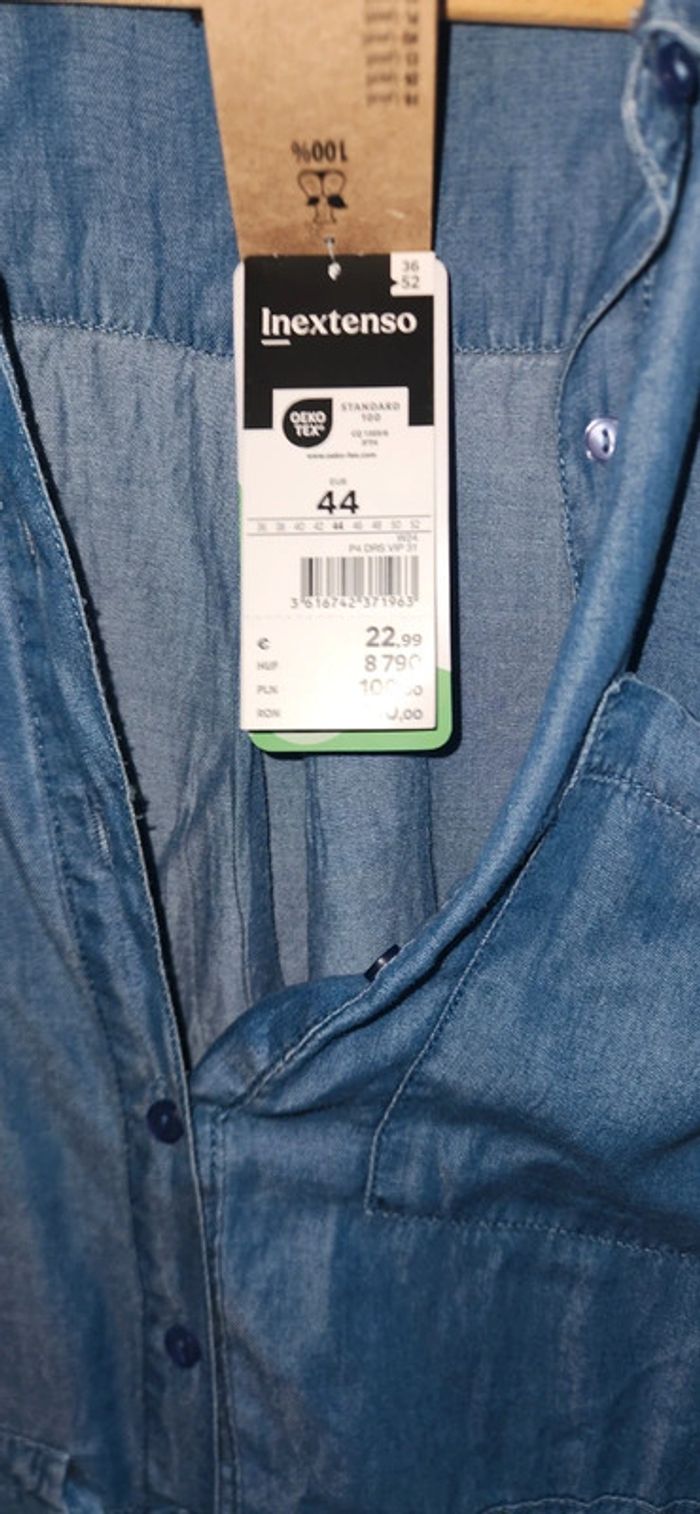 100%
36
52
Inextenso
OEKO
TEX®
STANDARD
100
www.oeko-tex.com
EUR
44
36 38 40 42 44 46 48 50 52
W24
P4 DRS VIP 31
3 616742 371963
€ 22,99
HUF 8 790
PLN
RON